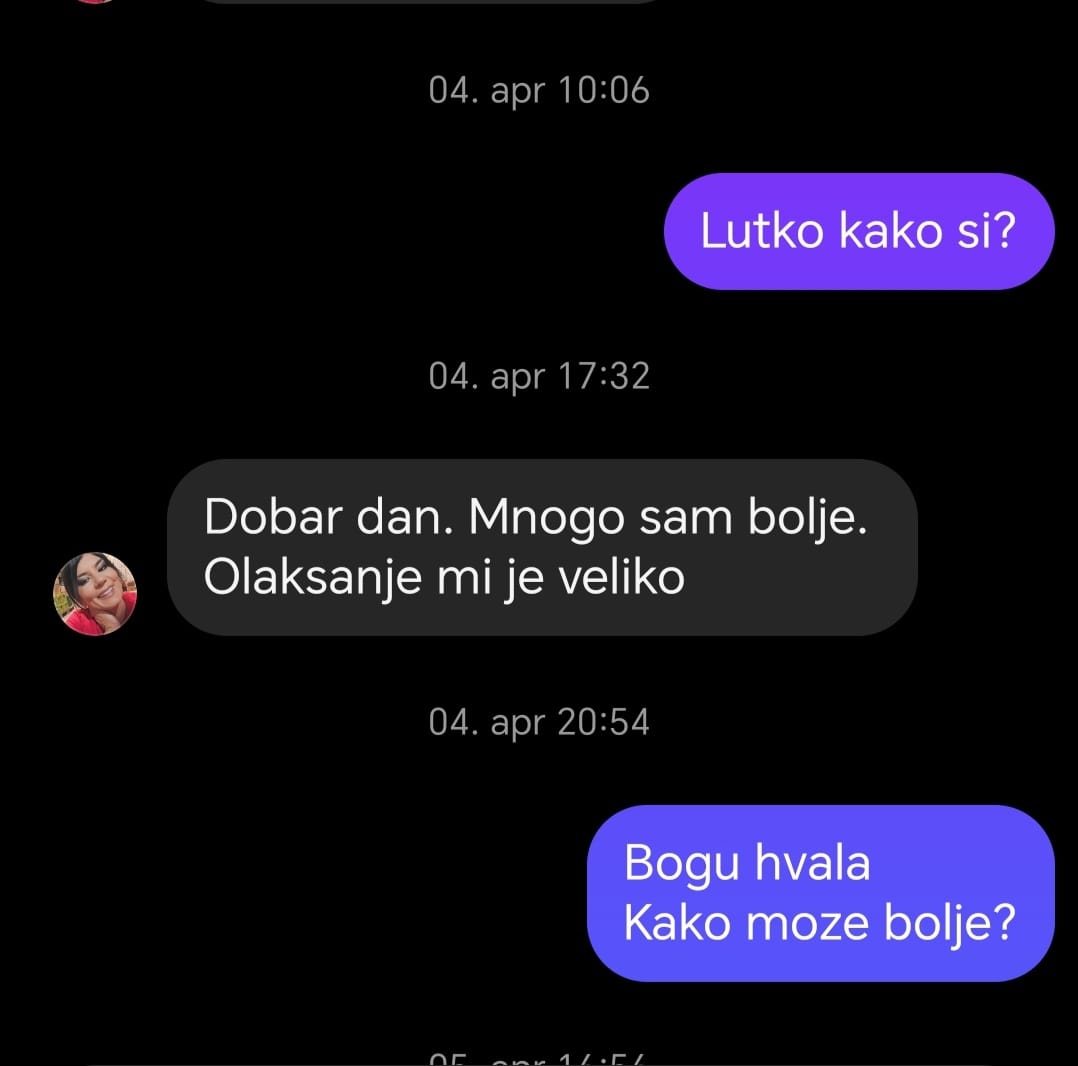 04. apr 10:06
Lutko kako si?
04. apr 17:32
Dobar dan. Mnogo sam bolje.
Olaksanje mi je veliko
04. apr 20:54
Bogu hvala
Kako moze bolje?